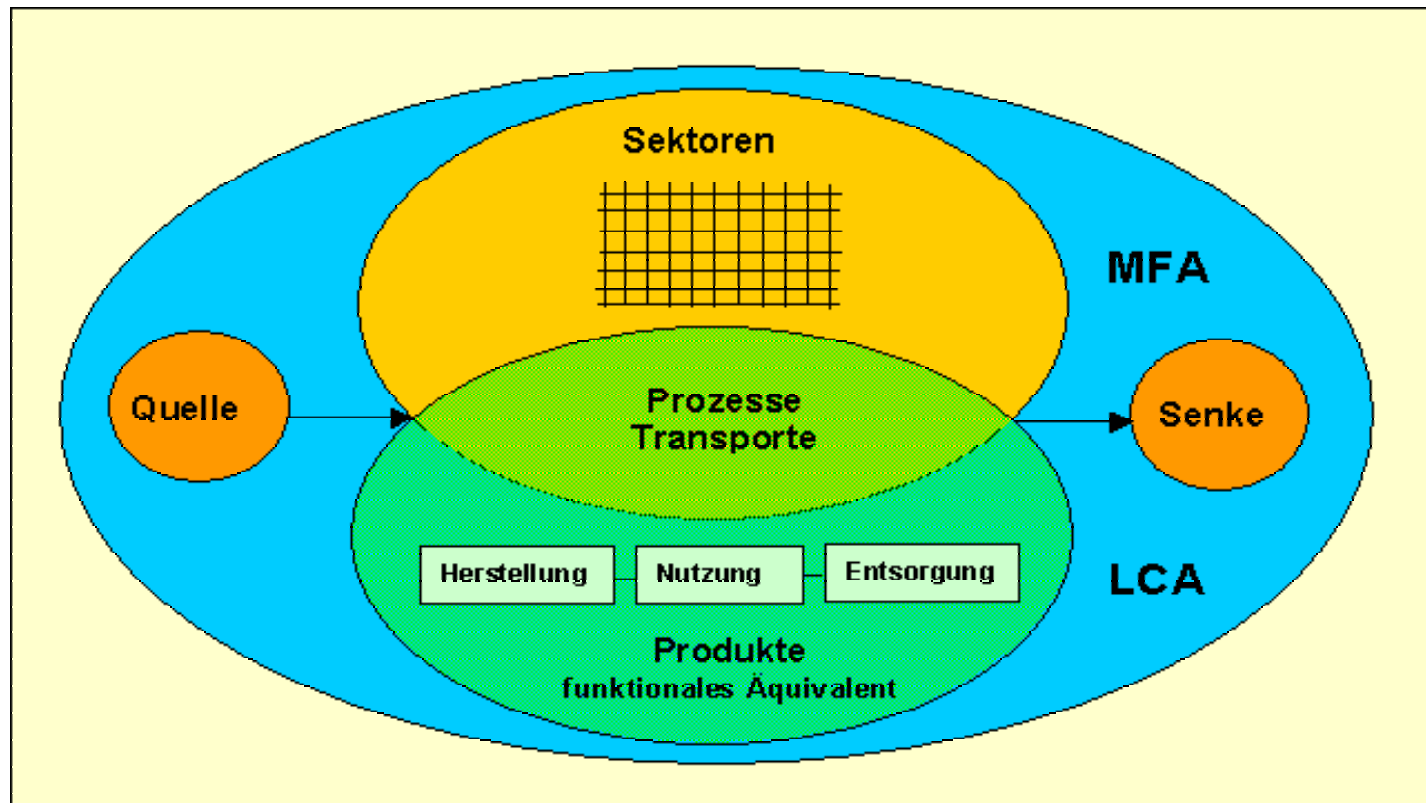 Sektoren
MFA
Quelle
Prozesse
Transporte
Senke
Herstellung
Nutzung
Entsorgung
LCA
Produkte
funktionales Äquivalent